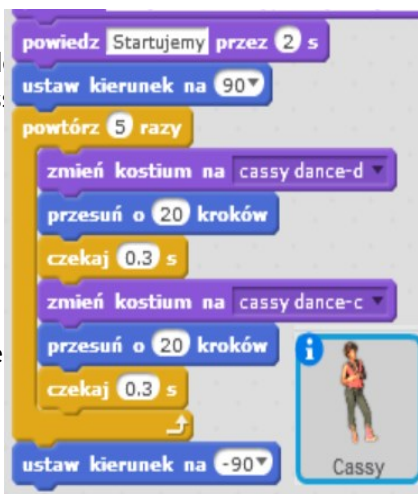 powiedz Startujemy przez 2 s
ustaw kierunek na 90
powtórz 5 razy
zmień kostium na cassy dance-d
przesuń o 20 kroków
czekaj 0.3 s
zmień kostium na cassy dance-c
przesuń o 20 kroków
czekaj 0.3 s
ustaw kierunek na -90
i
Cassy